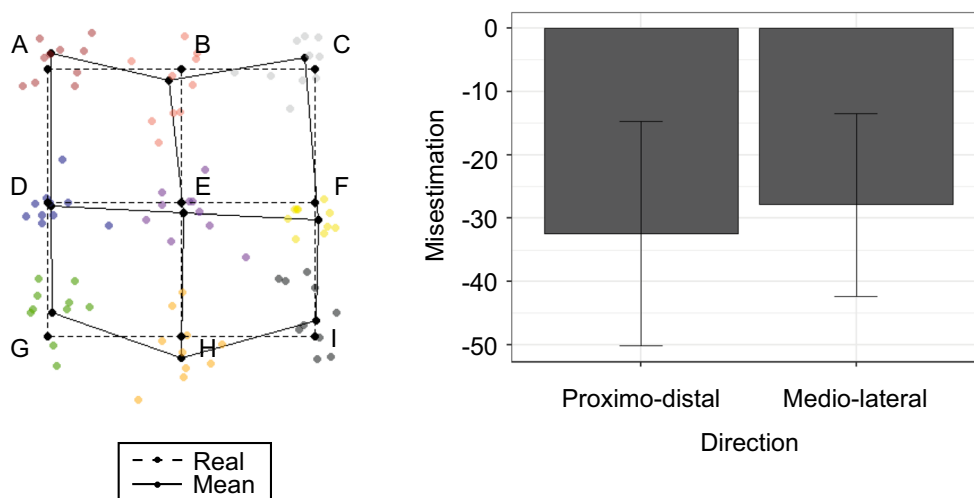 A B C
D E F
G H I
Real
Mean
0
-10
-20
-30
-40
-50
Misestimation
Proximo-distal Medio-lateral
Direction